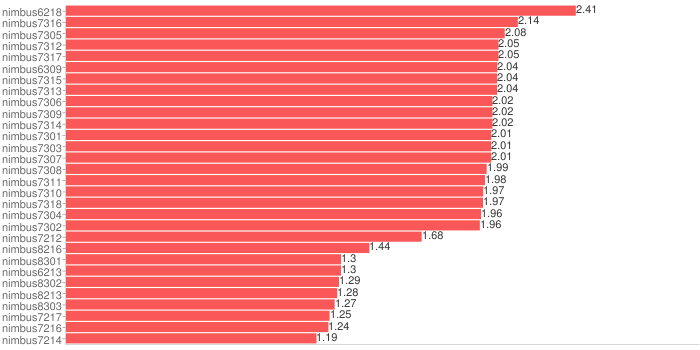 nimbus6218 2.41
nimbus7316 2.14
nimbus7305 2.08
nimbus7312 2.05
nimbus7317 2.05
nimbus6309 2.04
nimbus7315 2.04
nimbus7313 2.04
nimbus7306 2.02
nimbus7309 2.02
nimbus7314 2.02
nimbus7301 2.01
nimbus7303 2.01
nimbus7307 2.01
nimbus7308 1.99
nimbus7311 1.98
nimbus7310 1.97
nimbus7318 1.97
nimbus7304 1.96
nimbus7302 1.96
nimbus7212 1.68
nimbus8216 1.44
nimbus8301 1.3
nimbus6213 1.3
nimbus8302 1.29
nimbus8213 1.28
nimbus8303 1.27
nimbus7217 1.25
nimbus7216 1.24
nimbus7214 1.19